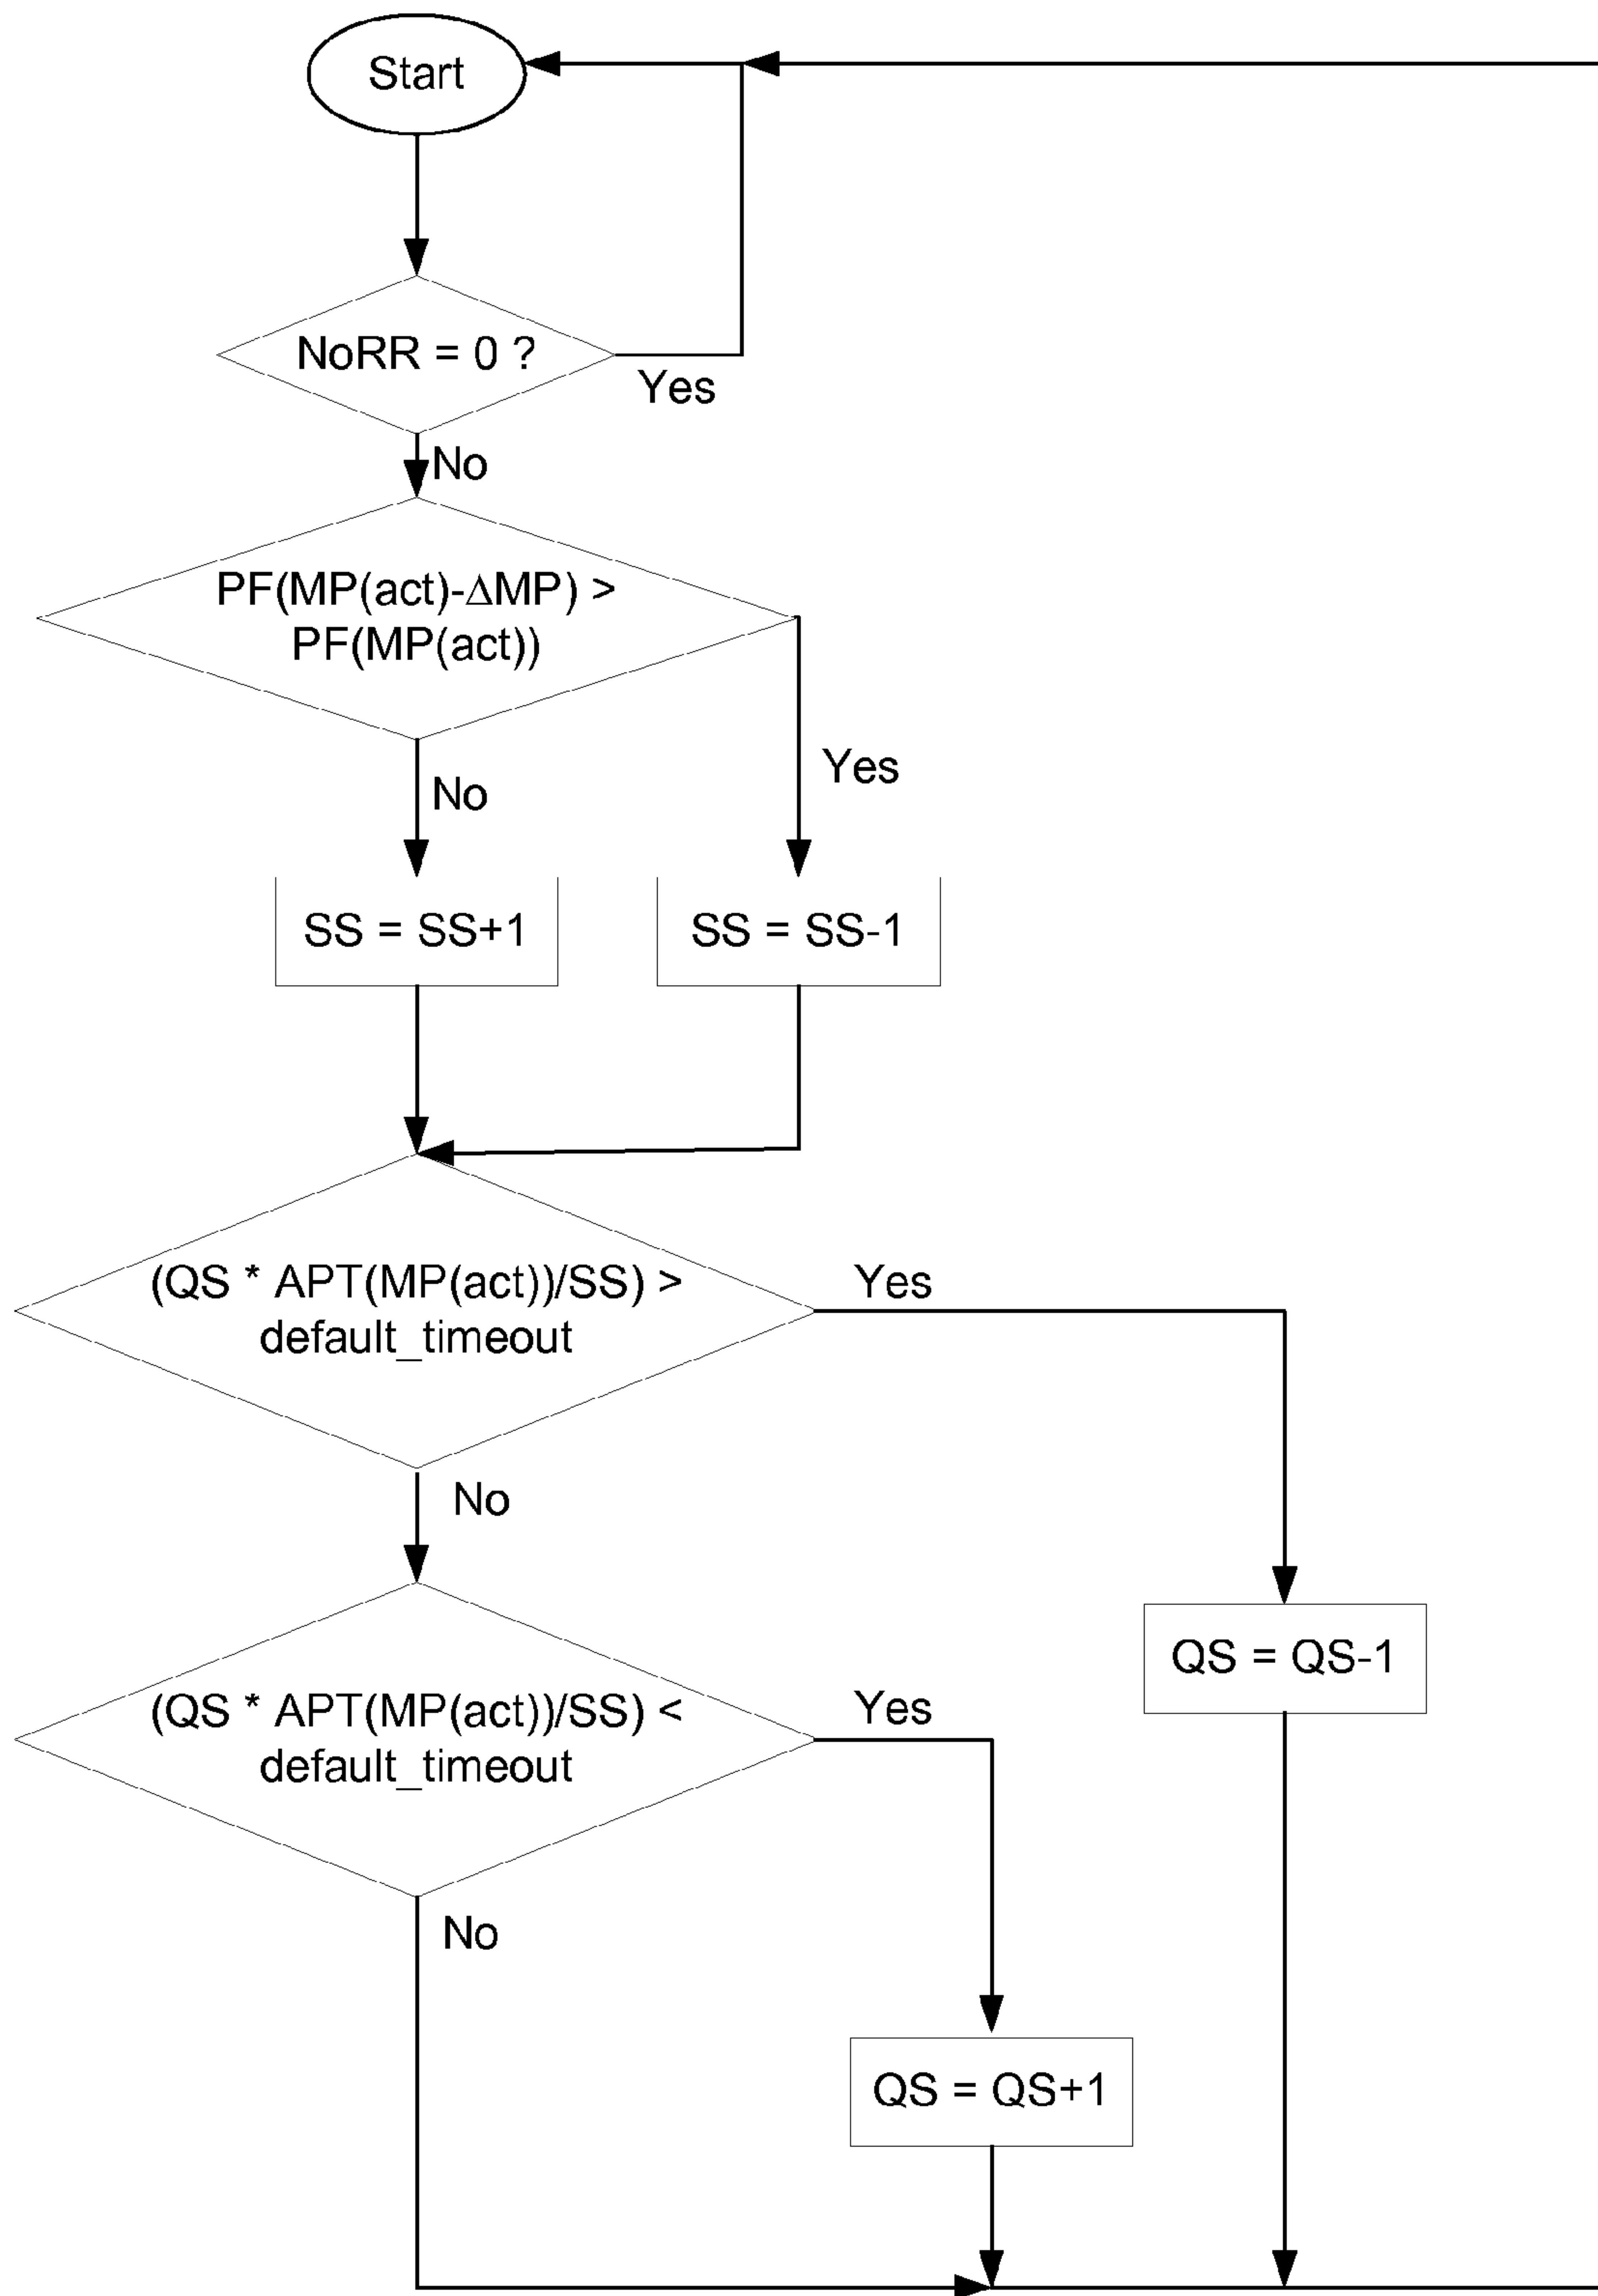 Start
NoRR = 0 ?
Yes
No
PF(MP(act)-ΔMP) >
PF(MP(act))
Yes
No
SS = SS+1
SS = SS-1
(QS * APT(MP(act))/SS) >
default_timeout
Yes
No
QS = QS-1
(QS * APT(MP(act))/SS) <
default_timeout
Yes
No
QS = QS+1